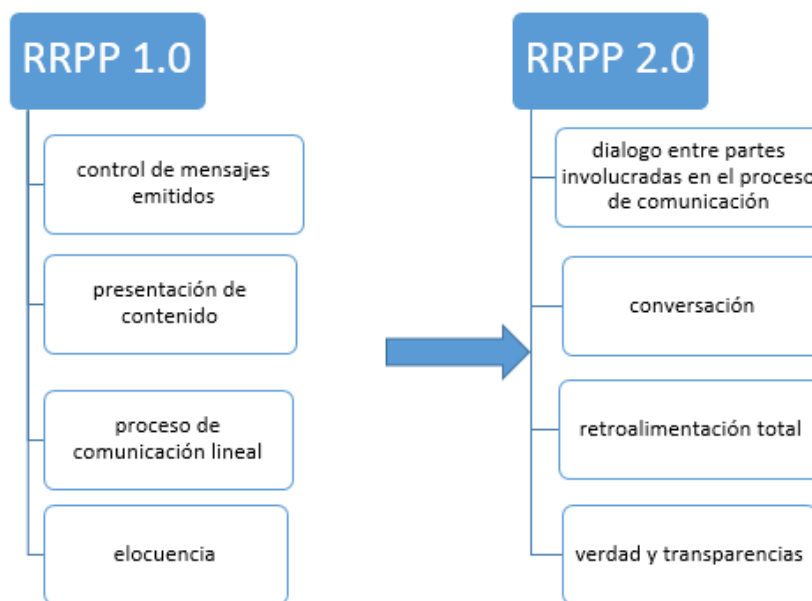 RRPP 1.0
control de mensajes
emitidos
presentación de
contenido
proceso de
comunicación lineal
elocuencia
RRPP 2.0
dialogo entre partes
involucradas en el proceso
de comunicación
conversación
retroalimentación total
verdad y transparencias